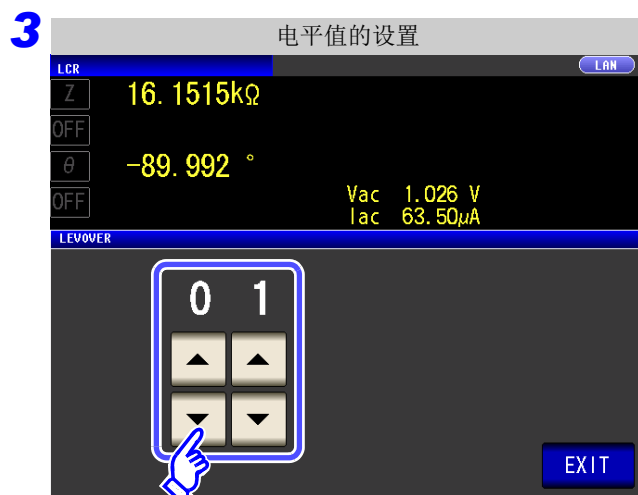 3
电平值的设置
LCR
LAN
Z 16.1515kΩ
OFF
θ -89.992 °
OFF
Vac 1.026 V
Iac 63.50μA
LEVOVER
0 1
EXIT